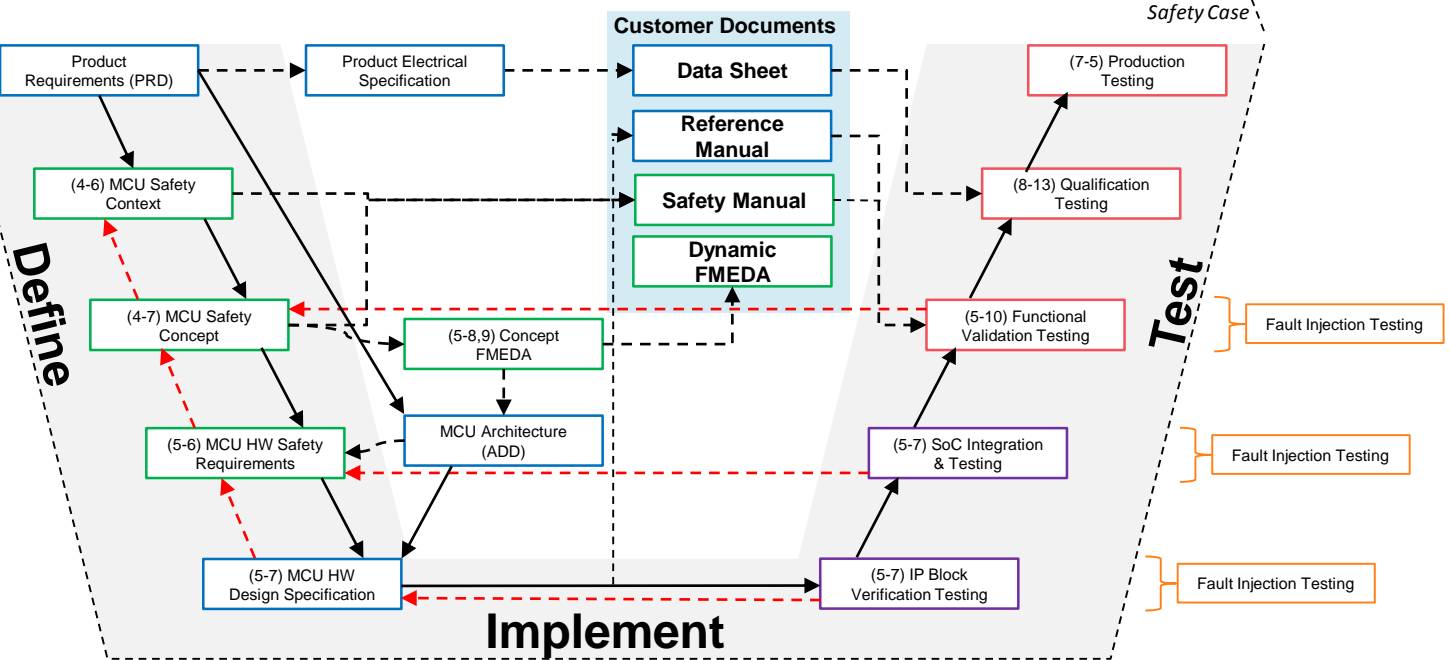 Safety Case
Customer Documents
Product
Requirements (PRD)
Product Electrical
Specification
Data Sheet
(7-5) Production
Testing
Reference
Manual
(4-6) MCU Safety
Context
Safety Manual
(8-13) Qualification
Testing
Dynamic
FMEDA
Define
Test
(4-7) MCU Safety
Concept
(5-8,9) Concept
FMEDA
(5-10) Functional
Validation Testing
Fault Injection Testing
(5-6) MCU HW Safety
Requirements
MCU Architecture
(ADD)
(5-7) SoC Integration
& Testing
Fault Injection Testing
(5-7) MCU HW
Design Specification
(5-7) IP Block
Verification Testing
Fault Injection Testing
Implement